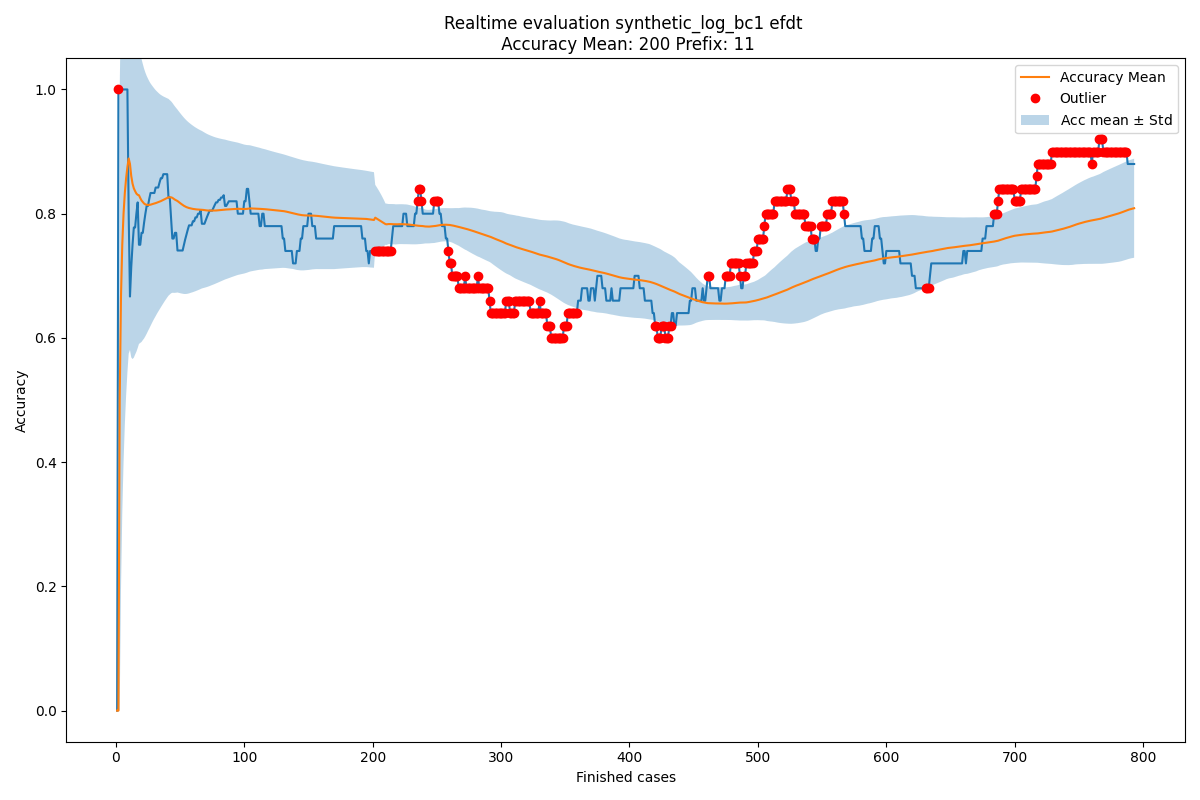 Realtime evaluation synthetic_log_bc1 efdt
Accuracy Mean: 200 Prefix: 11
Accuracy Mean
Outlier
Acc mean ± Std
1.0
0.8
0.6
0.4
0.2
0.0
Accuracy
0 100 200 300 400 500 600 700 800
Finished cases